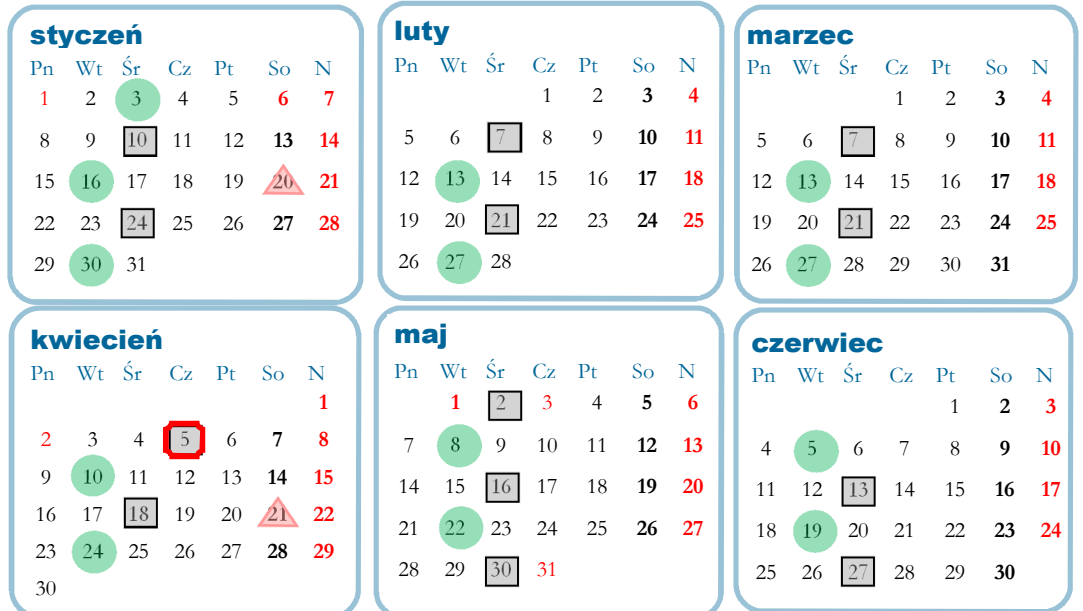 styczeń
Pn Wt Śr Cz Pt So N
1 2 3 4 5 6 7
8 9 10 11 12 13 14
15 16 17 18 19 20 21
22 23 24 25 26 27 28
29 30 31
luty
Pn Wt Śr Cz Pt So N
1 2 3 4
5 6 7 8 9 10 11
12 13 14 15 16 17 18
19 20 21 22 23 24 25
26 27 28
marzec
Pn Wt Śr Cz Pt So N
1 2 3 4
5 6 7 8 9 10 11
12 13 14 15 16 17 18
19 20 21 22 23 24 25
26 27 28 29 30 31
kwiecień
Pn Wt Śr Cz Pt So N
1
2 3 4 5 6 7 8
9 10 11 12 13 14 15
16 17 18 19 20 21 22
23 24 25 26 27 28 29
30
maj
Pn Wt Śr Cz Pt So N
1 2 3 4 5 6
7 8 9 10 11 12 13
14 15 16 17 18 19 20
21 22 23 24 25 26 27
28 29 30 31
czerwiec
Pn Wt Śr Cz Pt So N
1 2 3
4 5 6 7 8 9 10
11 12 13 14 15 16 17
18 19 20 21 22 23 24
25 26 27 28 29 30